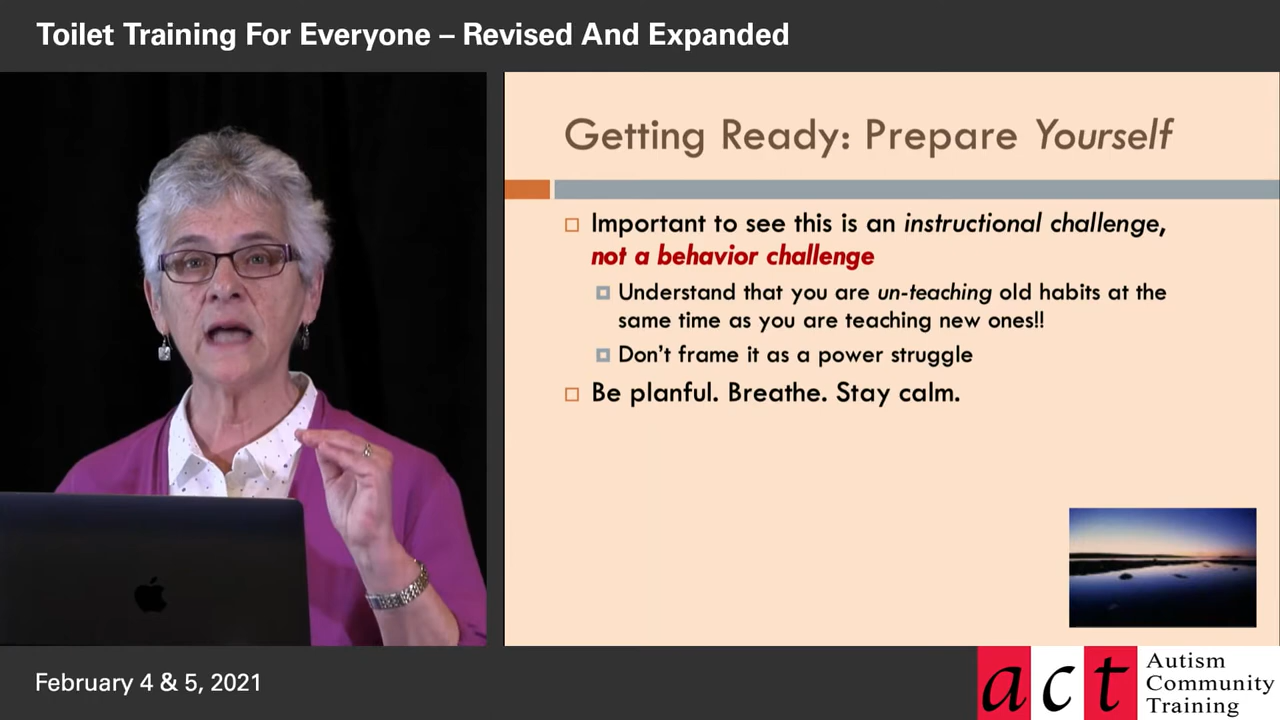 Toilet Training For Everyone – Revised And Expanded
Getting Ready: Prepare Yourself
Important to see this is an instructional challenge,
not a behavior challenge
Understand that you are un-teaching old habits at the
same time as you are teaching new ones!!
Don't frame it as a power struggle
Be planful. Breathe. Stay calm.
February 4 & 5, 2021
act
Autism
Community
Training